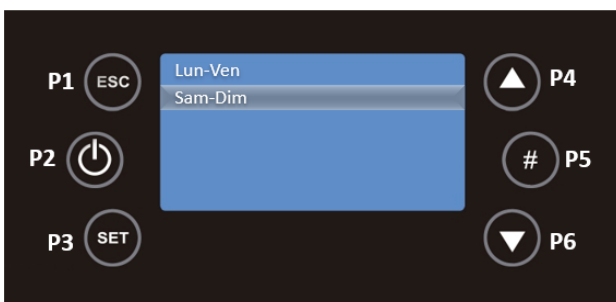 P1 ESC
Lun-Ven
P4
Sam-Dim
P2
# P5
P3 SET
P6